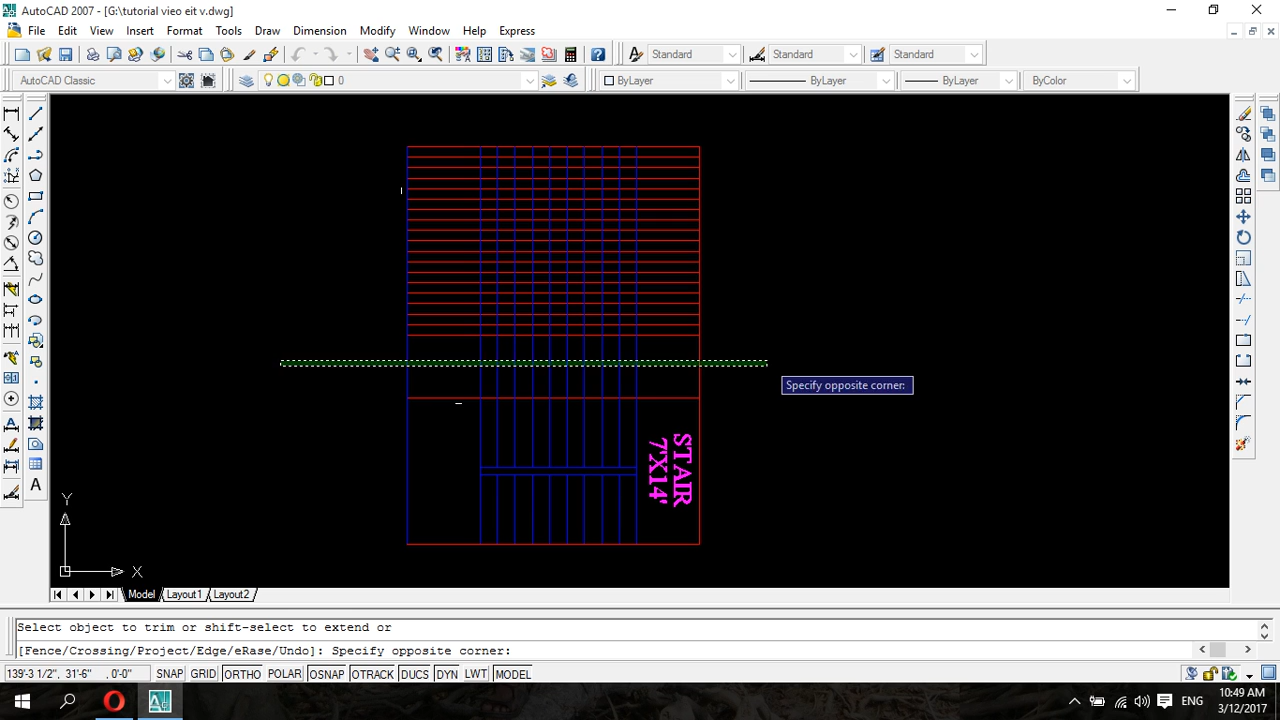 AutoCAD 2007 - [G:\tutorial vieo eit v.dwg]
File Edit View Insert Format Tools Draw Dimension Modify Window Help Express
Standard Standard Standard
AutoCAD Classic 0 ByLayer ByLayer ByLayer ByColor
Specify opposite corner:
STAIR
7'X14'
Y
X
Model Layout1 Layout2
Select object to trim or shift-select to extend or
[Fence/Crossing/Project/Edge/eRase/Undo]: Specify opposite corner:
139'-3 1/2", 31'-6" , 0'-0" SNAP GRID ORTHO POLAR OSNAP OTRACK DUCS DYN LWT MODEL
ENG
10:49 AM
3/12/2017